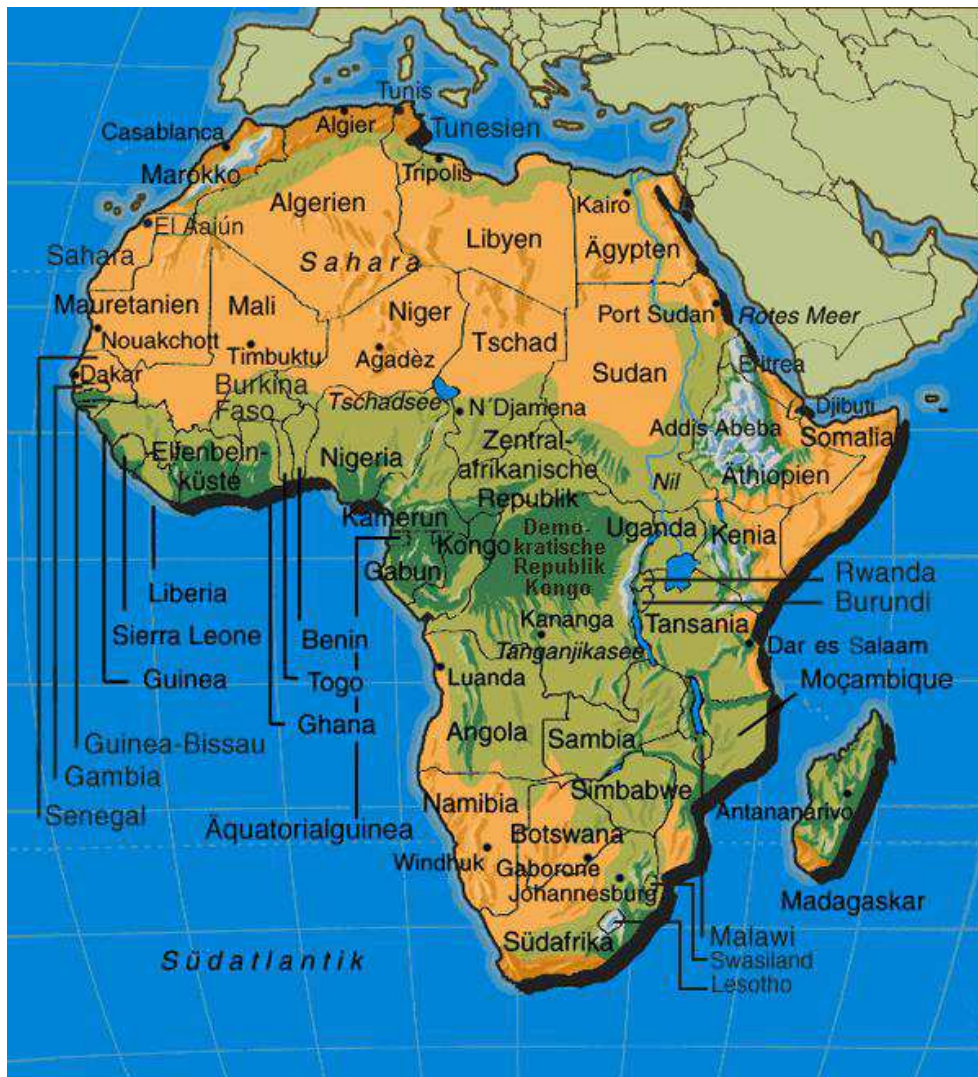 Tunis
Casablanca
Algier
Tunesien
Marokko
Tripolis
Algerien
Kairo
El Aaiún
Libyen
Ägypten
Sahara
Sahara
Mauretanien
Mali
Niger
Port Sudan
Rotes Meer
Nouakchott
Timbuktu
Agadèz
Tschad
Sudan
Eritrea
Dakar
Burkina
Faso
Tschadsee
N'Djamena
Djibuti
Addis Abeba
Somalia
Elfenbein-
küste
Nigeria
Zentral-
afrikanische
Republik
Nil
Äthiopien
Kamerun
Kongo
Gabun
Demo-
kratische
Republik
Kongo
Uganda
Kenia
Rwanda
Burundi
Liberia
Sierra Leone
Guinea
Benin
Togo
Ghana
Guinea-Bissau
Gambia
Senegal
Äquatorialguinea
Kananga
Tanganjikasee
Tansania
Dar es Salaam
Moçambique
Luanda
Angola
Sambia
Simbabwe
Namibia
Botswana
Antananarivo
Windhuk
Gaborone
Johannesburg
Madagaskar
Südafrika
Malawi
Swasiland
Lesotho
Südatlantik